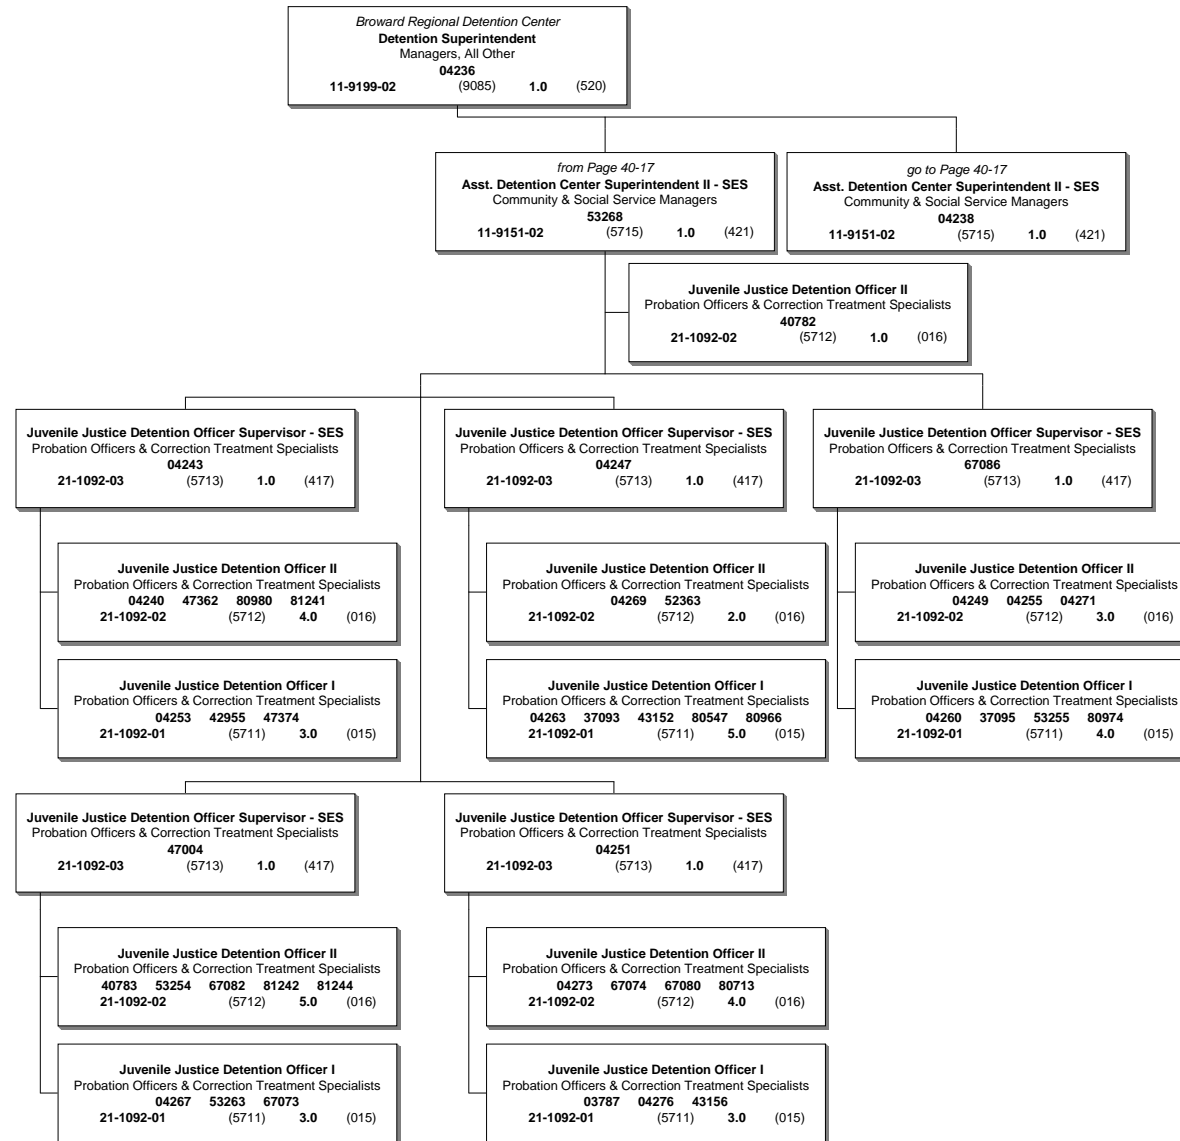 Broward Regional Detention Center
Detention Superintendent
Managers, All Other
04236
11-9199-02 (9085) 1.0 (520)
from Page 40-17
Asst. Detention Center Superintendent II - SES
Community & Social Service Managers
53268
11-9151-02 (5715) 1.0 (421)
go to Page 40-17
Asst. Detention Center Superintendent II - SES
Community & Social Service Managers
04238
11-9151-02 (5715) 1.0 (421)
Juvenile Justice Detention Officer II
Probation Officers & Correction Treatment Specialists
40782
21-1092-02 (5712) 1.0 (016)
Juvenile Justice Detention Officer Supervisor - SES
Probation Officers & Correction Treatment Specialists
04243
21-1092-03 (5713) 1.0 (417)
Juvenile Justice Detention Officer Supervisor - SES
Probation Officers & Correction Treatment Specialists
04247
21-1092-03 (5713) 1.0 (417)
Juvenile Justice Detention Officer Supervisor - SES
Probation Officers & Correction Treatment Specialists
67086
21-1092-03 (5713) 1.0 (417)
Juvenile Justice Detention Officer II
Probation Officers & Correction Treatment Specialists
04240 47362 80980 81241
21-1092-02 (5712) 4.0 (016)
Juvenile Justice Detention Officer II
Probation Officers & Correction Treatment Specialists
04269 52363
21-1092-02 (5712) 2.0 (016)
Juvenile Justice Detention Officer II
Probation Officers & Correction Treatment Specialists
04249 04255 04271
21-1092-02 (5712) 3.0 (016)
Juvenile Justice Detention Officer I
Probation Officers & Correction Treatment Specialists
04253 42955 47374
21-1092-01 (5711) 3.0 (015)
Juvenile Justice Detention Officer I
Probation Officers & Correction Treatment Specialists
04263 37093 43152 80547 80966
21-1092-01 (5711) 5.0 (015)
Juvenile Justice Detention Officer I
Probation Officers & Correction Treatment Specialists
04260 37095 53255 80974
21-1092-01 (5711) 4.0 (015)
Juvenile Justice Detention Officer Supervisor - SES
Probation Officers & Correction Treatment Specialists
47004
21-1092-03 (5713) 1.0 (417)
Juvenile Justice Detention Officer Supervisor - SES
Probation Officers & Correction Treatment Specialists
04251
21-1092-03 (5713) 1.0 (417)
Juvenile Justice Detention Officer II
Probation Officers & Correction Treatment Specialists
40783 53254 67082 81242 81244
21-1092-02 (5712) 5.0 (016)
Juvenile Justice Detention Officer II
Probation Officers & Correction Treatment Specialists
04273 67074 67080 80713
21-1092-02 (5712) 4.0 (016)
Juvenile Justice Detention Officer I
Probation Officers & Correction Treatment Specialists
04267 53263 67073
21-1092-01 (5711) 3.0 (015)
Juvenile Justice Detention Officer I
Probation Officers & Correction Treatment Specialists
03787 04276 43156
21-1092-01 (5711) 3.0 (015)